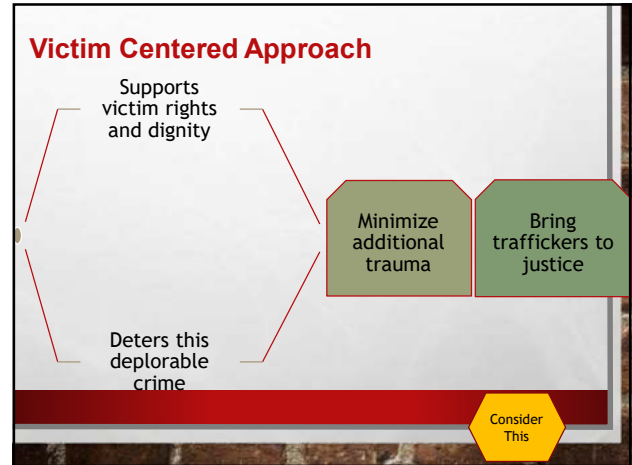 Victim Centered Approach
Supports
victim rights
and dignity
Minimize
additional
trauma
Bring
traffickers to
justice
Deters this
deplorable
crime
Consider
This